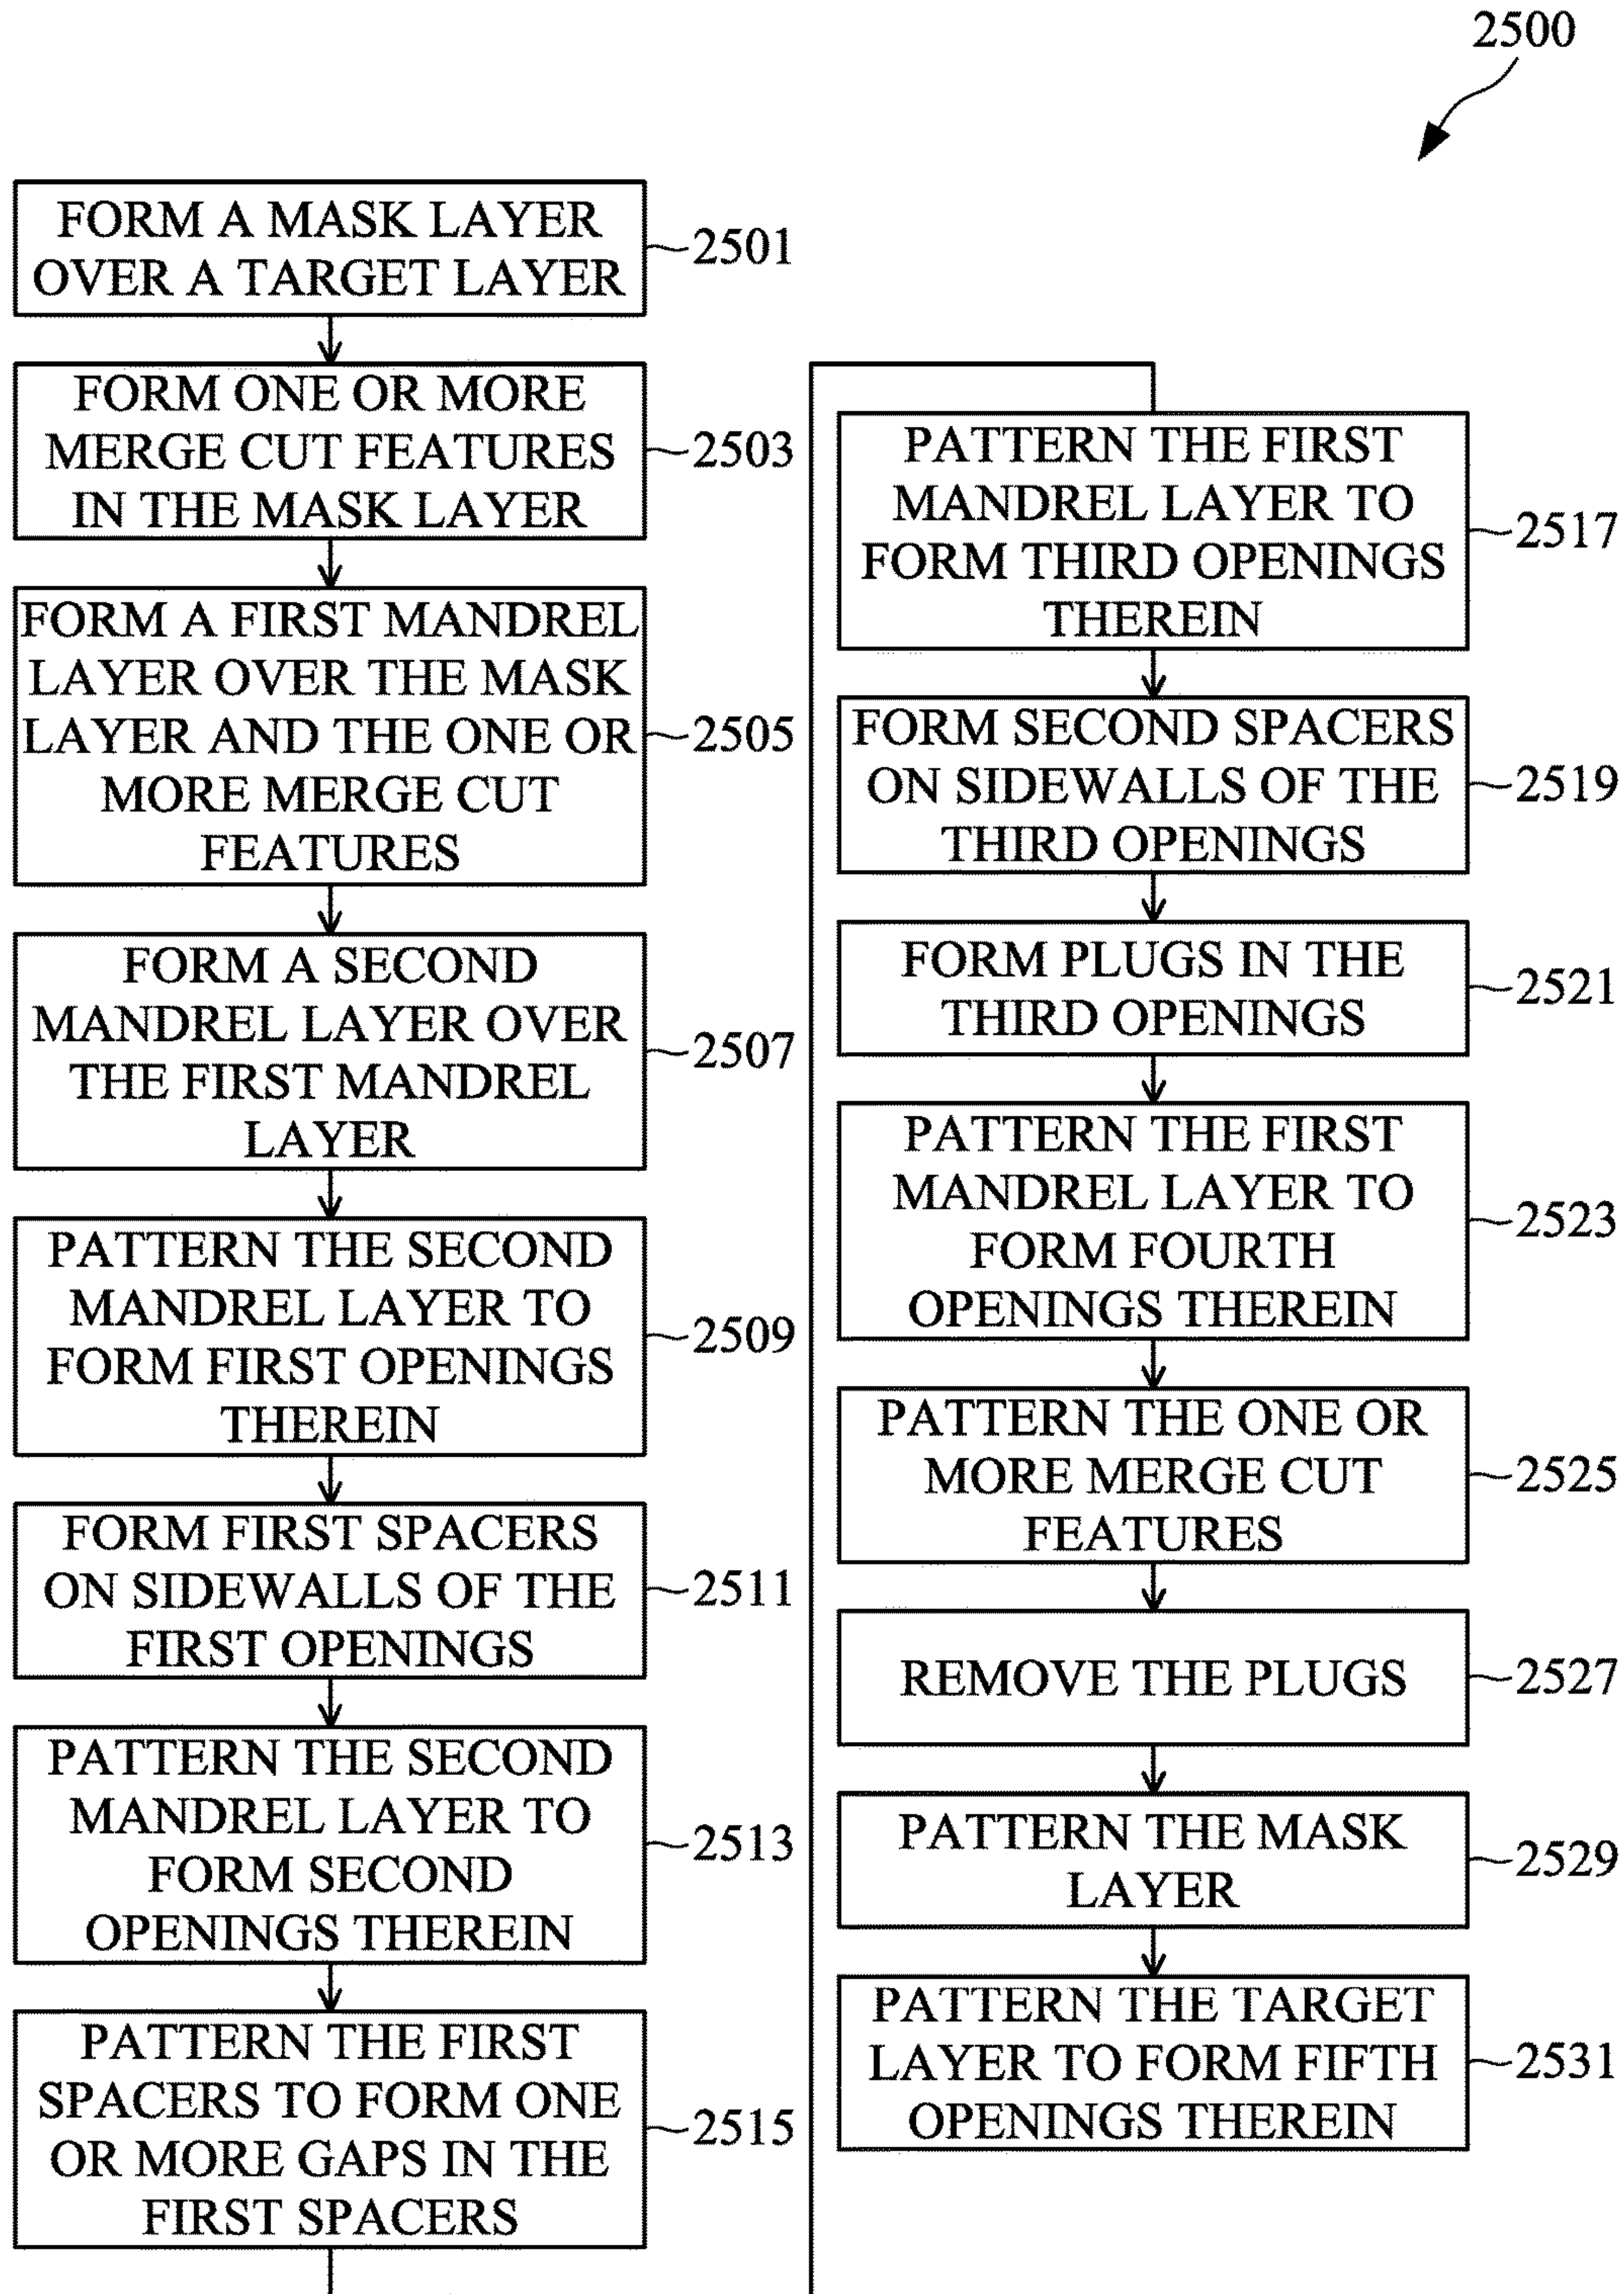 2500
FORM A MASK LAYER
OVER A TARGET LAYER
2501
FORM ONE OR MORE
MERGE CUT FEATURES
IN THE MASK LAYER
2503
FORM A FIRST MANDREL
LAYER OVER THE MASK
LAYER AND THE ONE OR
MORE MERGE CUT
FEATURES
2505
FORM A SECOND
MANDREL LAYER OVER
THE FIRST MANDREL
LAYER
2507
PATTERN THE SECOND
MANDREL LAYER TO
FORM FIRST OPENINGS
THEREIN
2509
FORM FIRST SPACERS
ON SIDEWALLS OF THE
FIRST OPENINGS
2511
PATTERN THE SECOND
MANDREL LAYER TO
FORM SECOND
OPENINGS THEREIN
2513
PATTERN THE FIRST
SPACERS TO FORM ONE
OR MORE GAPS IN THE
FIRST SPACERS
2515
PATTERN THE FIRST
MANDREL LAYER TO
FORM THIRD OPENINGS
THEREIN
2517
FORM SECOND SPACERS
ON SIDEWALLS OF THE
THIRD OPENINGS
2519
FORM PLUGS IN THE
THIRD OPENINGS
2521
PATTERN THE FIRST
MANDREL LAYER TO
FORM FOURTH
OPENINGS THEREIN
2523
PATTERN THE ONE OR
MORE MERGE CUT
FEATURES
2525
REMOVE THE PLUGS
2527
PATTERN THE MASK
LAYER
2529
PATTERN THE TARGET
LAYER TO FORM FIFTH
OPENINGS THEREIN
2531